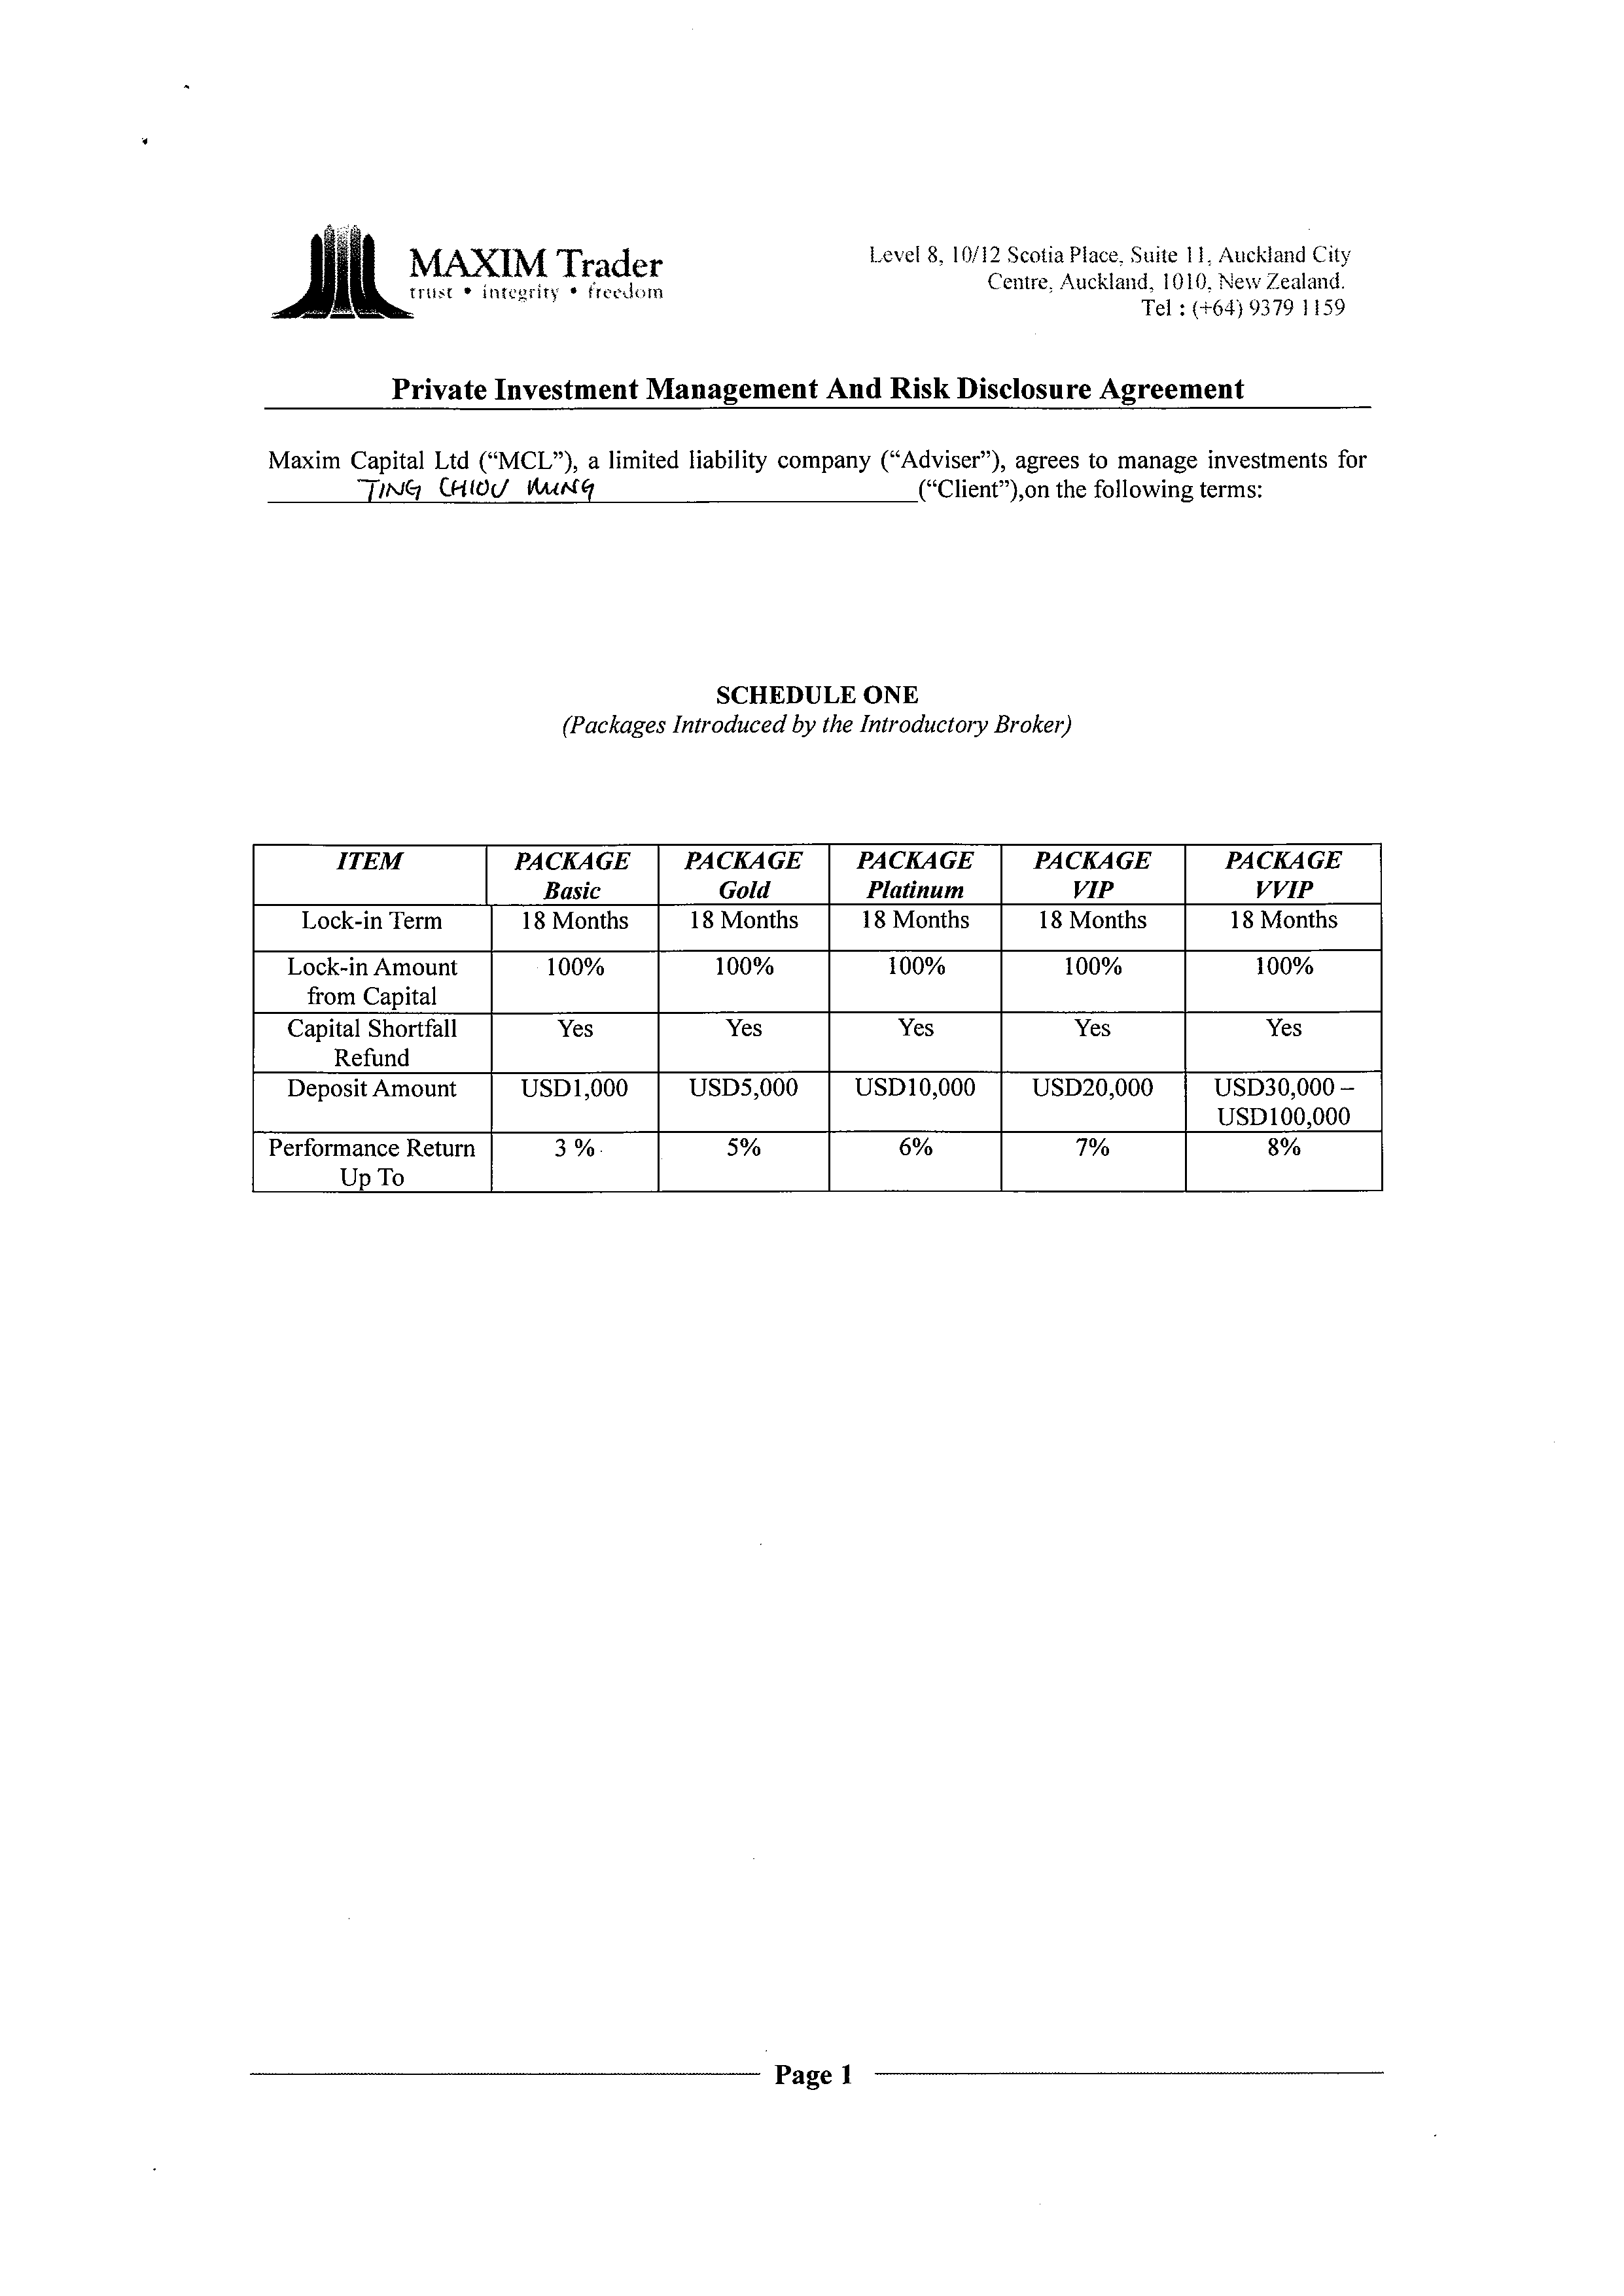 MAXIM Trader
trust • integrity • freedom
Level 8, 10/12 Scotia Place, Suite 11, Auckland City
Centre, Auckland, 1010, New Zealand.
Tel : (+64) 9379 1159
Private Investment Management And Risk Disclosure Agreement
Maxim Capital Ltd (“MCL”), a limited liability company (“Adviser”), agrees to manage investments for
TING CHIOU (“Client”),on the following terms:
SCHEDULE ONE
(Packages Introduced by the Introductory Broker)
ITEM PACKAGE PACKAGE PACKAGE PACKAGE PACKAGE
Basic Gold Platinum VIP VVIP
Lock-in Term 18 Months 18 Months 18 Months 18 Months 18 Months
Lock-in Amount 100% 100% 100% 100% 100%
from Capital
Capital Shortfall Yes Yes Yes Yes Yes
Refund
Deposit Amount USD1,000 USD5,000 USD10,000 USD20,000 USD30,000 –
USD100,000
Performance Return 3 % 5% 6% 7% 8%
Up To
Page 1